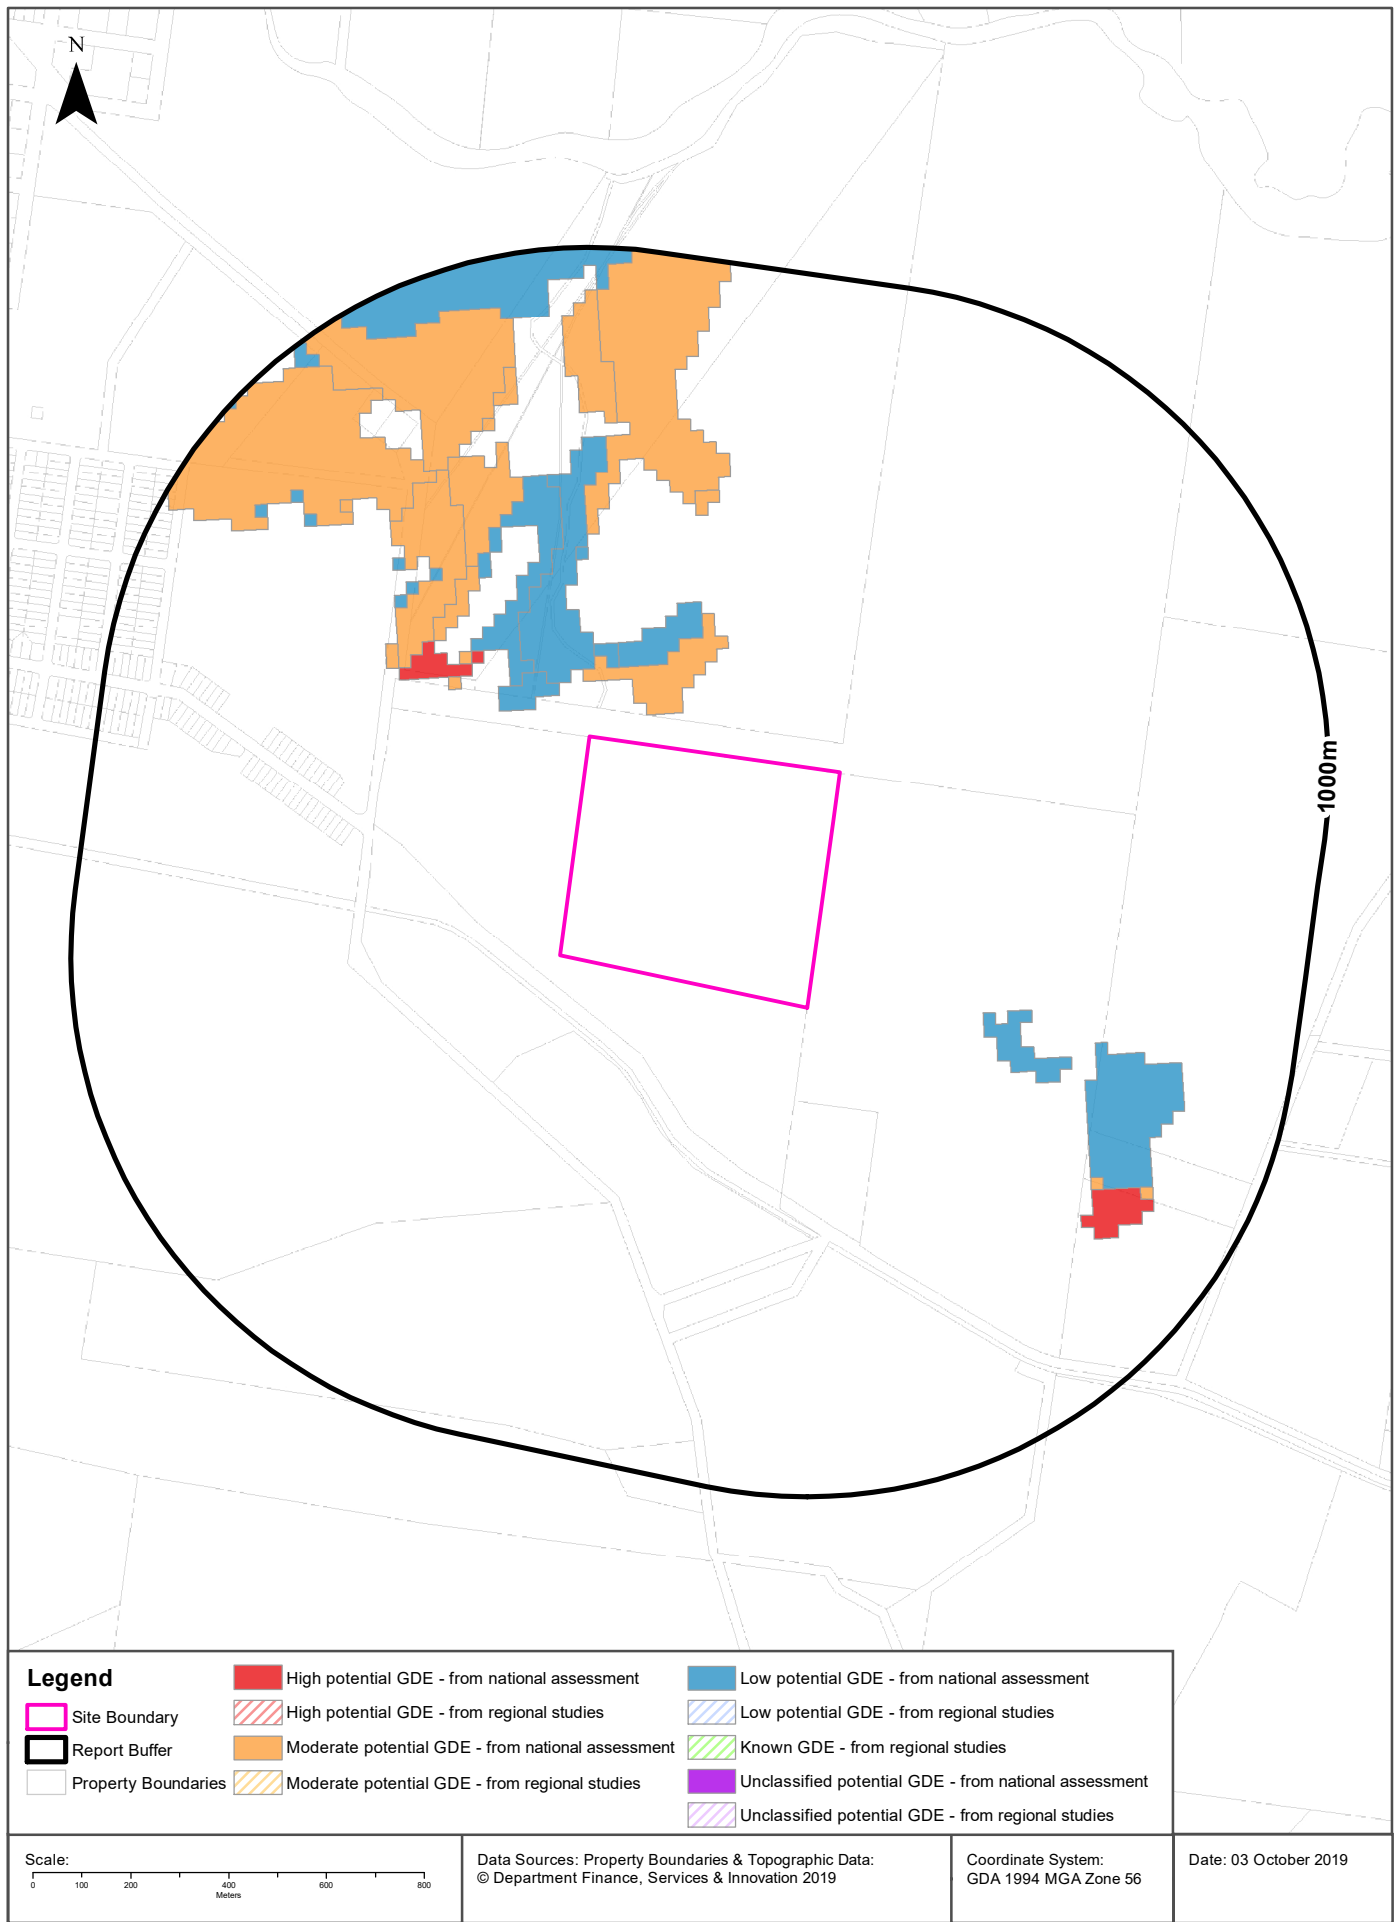 N
1000m
Legend
Site Boundary
Report Buffer
Property Boundaries
High potential GDE - from national assessment
High potential GDE - from regional studies
Moderate potential GDE - from national assessment
Moderate potential GDE - from regional studies
Low potential GDE - from national assessment
Low potential GDE - from regional studies
Known GDE - from regional studies
Unclassified potential GDE - from national assessment
Unclassified potential GDE - from regional studies
Scale:
0 100 200 400 600 800
Meters
Data Sources: Property Boundaries & Topographic Data:
© Department Finance, Services & Innovation 2019
Coordinate System:
GDA 1994 MGA Zone 56
Date: 03 October 2019